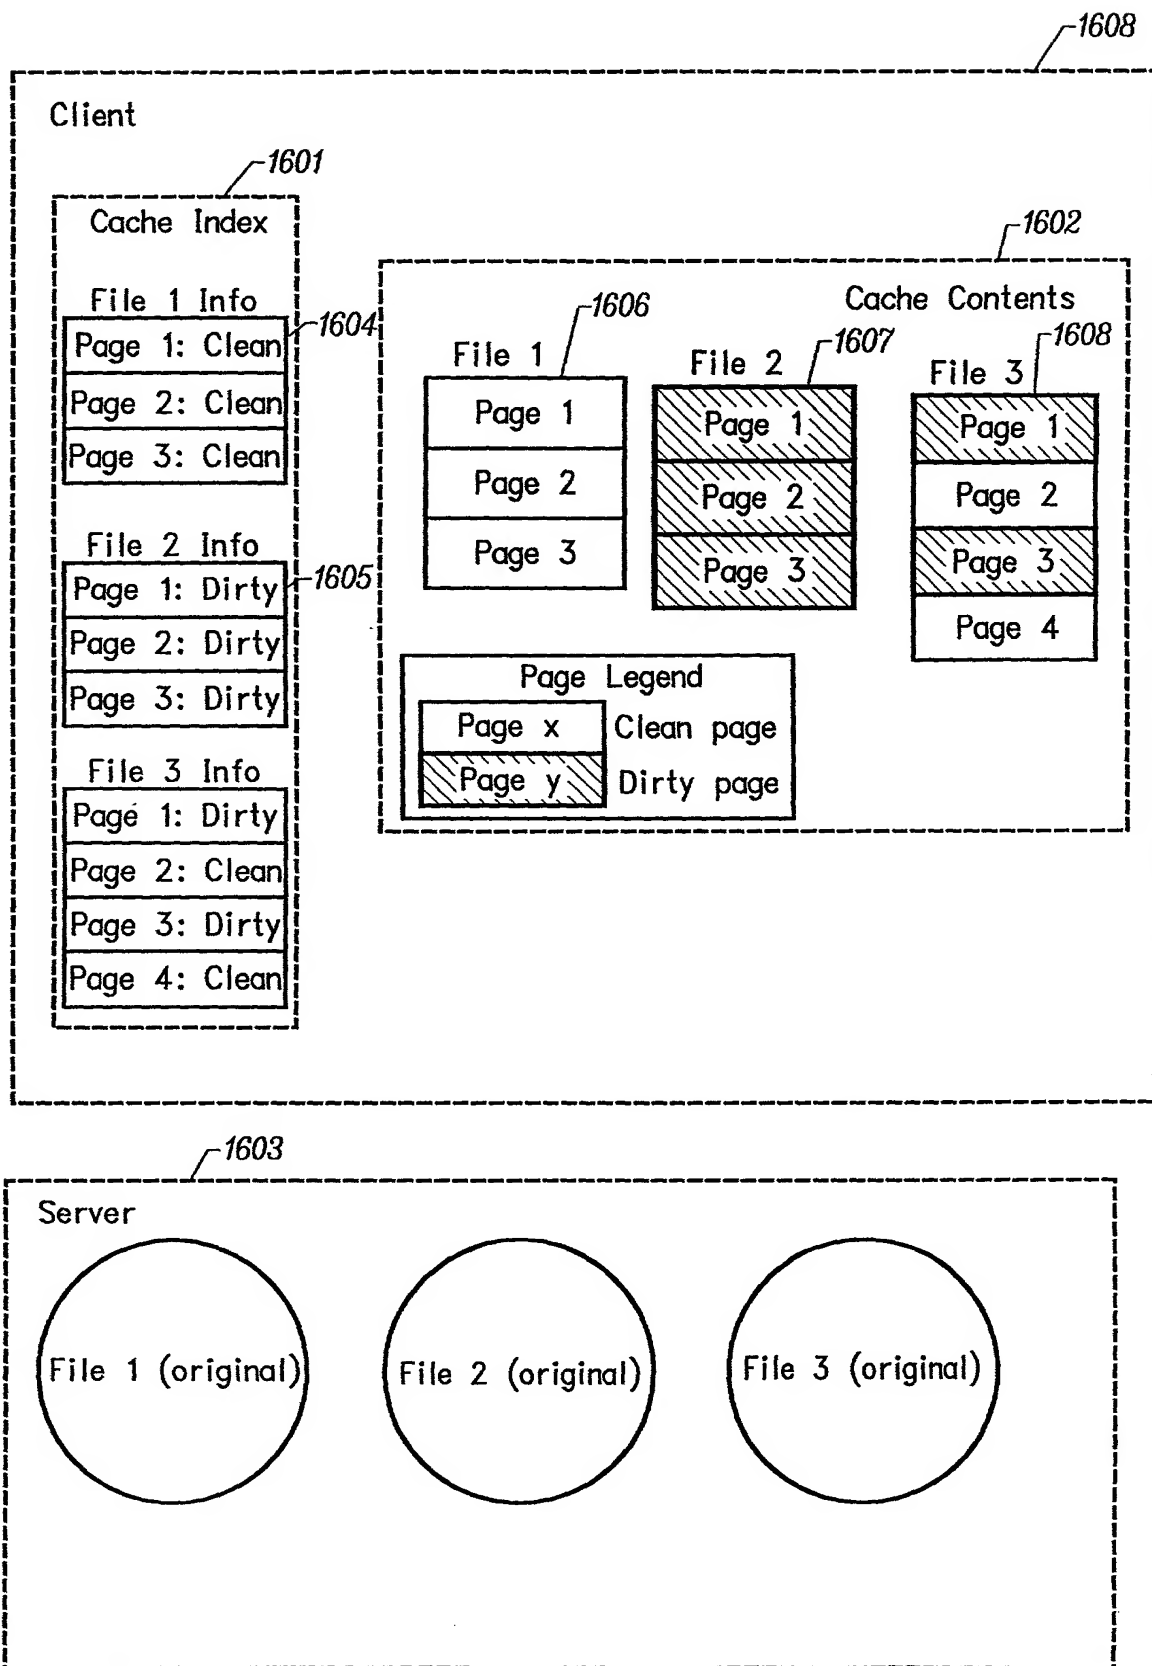 1608
Client
1601
Cache Index
File 1 Info
1604
Page 1: Clean
Page 2: Clean
Page 3: Clean
File 2 Info
1605
Page 1: Dirty
Page 2: Dirty
Page 3: Dirty
File 3 Info
Page 1: Dirty
Page 2: Clean
Page 3: Dirty
Page 4: Clean
1602
Cache Contents
1606
File 1
Page 1
Page 2
Page 3
1607
File 2
Page 1
Page 2
Page 3
1608
File 3
Page 1
Page 2
Page 3
Page 4
Page Legend
Page x Clean page
Page y Dirty page
1603
Server
File 1 (original)
File 2 (original)
File 3 (original)